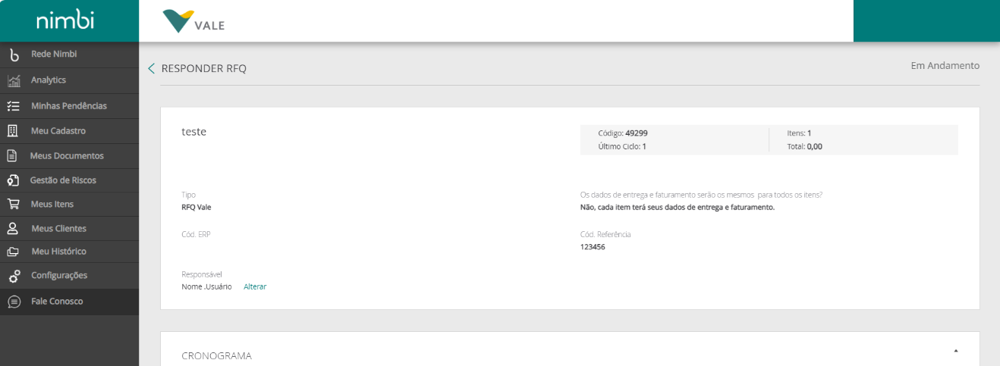 nimbi
VALE
Rede Nimbi
Analytics
Minhas Pendências
Meu Cadastro
Meus Documentos
Gestão de Riscos
Meus Itens
Meus Clientes
Meu Histórico
Configurações
Fale Conosco
RESPONDER RFQ
Em Andamento
teste
Código: 49299
Itens: 1
Último Ciclo: 1
Total: 0,00
Tipo
RFQ Vale
Os dados de entrega e faturamento serão os mesmos para todos os itens?
Não, cada item terá seus dados de entrega e faturamento.
Cód. ERP
Cód. Referência
123456
Responsável
Nome .Usuário Alterar
CRONOGRAMA